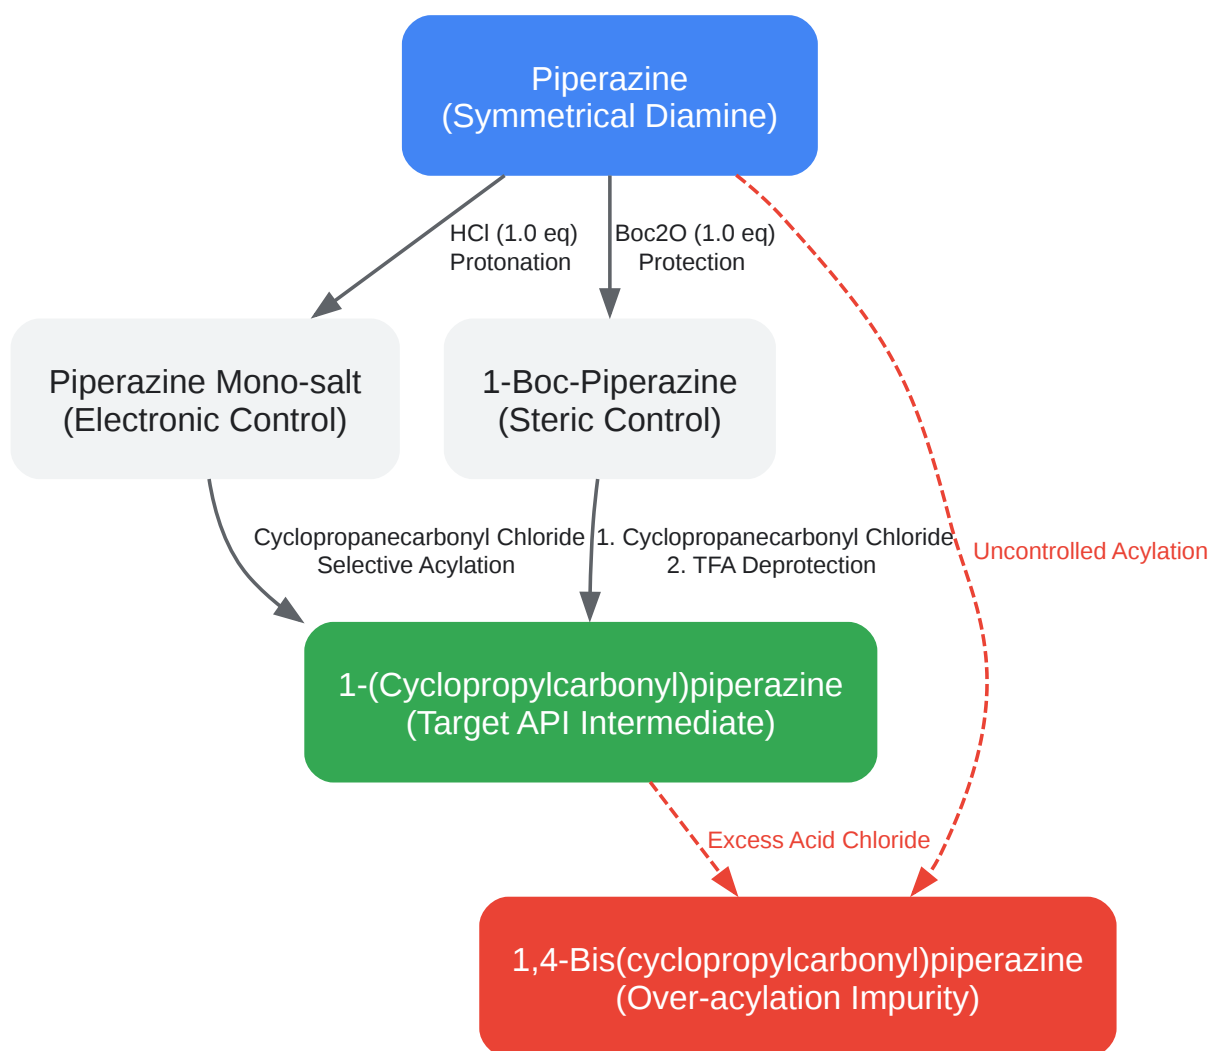 Piperazine
(Symmetrical Diamine)
HCl (1.0 eq)
Protonation
Boc2O (1.0 eq)
Protection
Piperazine Mono-salt
(Electronic Control)
1-Boc-Piperazine
(Steric Control)
Cyclopropanecarbonyl Chloride
Selective Acylation
1. Cyclopropanecarbonyl Chloride
2. TFA Deprotection
Uncontrolled Acylation
1-(Cyclopropylcarbonyl)piperazine
(Target API Intermediate)
Excess Acid Chloride
1,4-Bis(cyclopropylcarbonyl)piperazine
(Over-acylation Impurity)